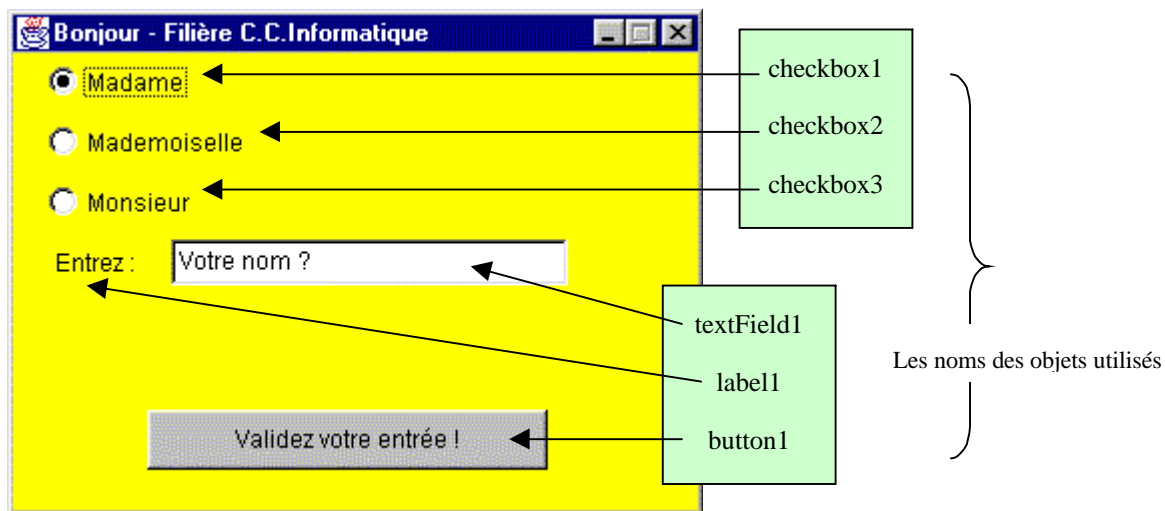 Bonjour - Filière C.C.Informatique
Madame
Mademoiselle
Monsieur
Entrez :
Votre nom ?
Validez votre entrée !
checkbox1
checkbox2
checkbox3
textField1
label1
button1
Les noms des objets utilisés